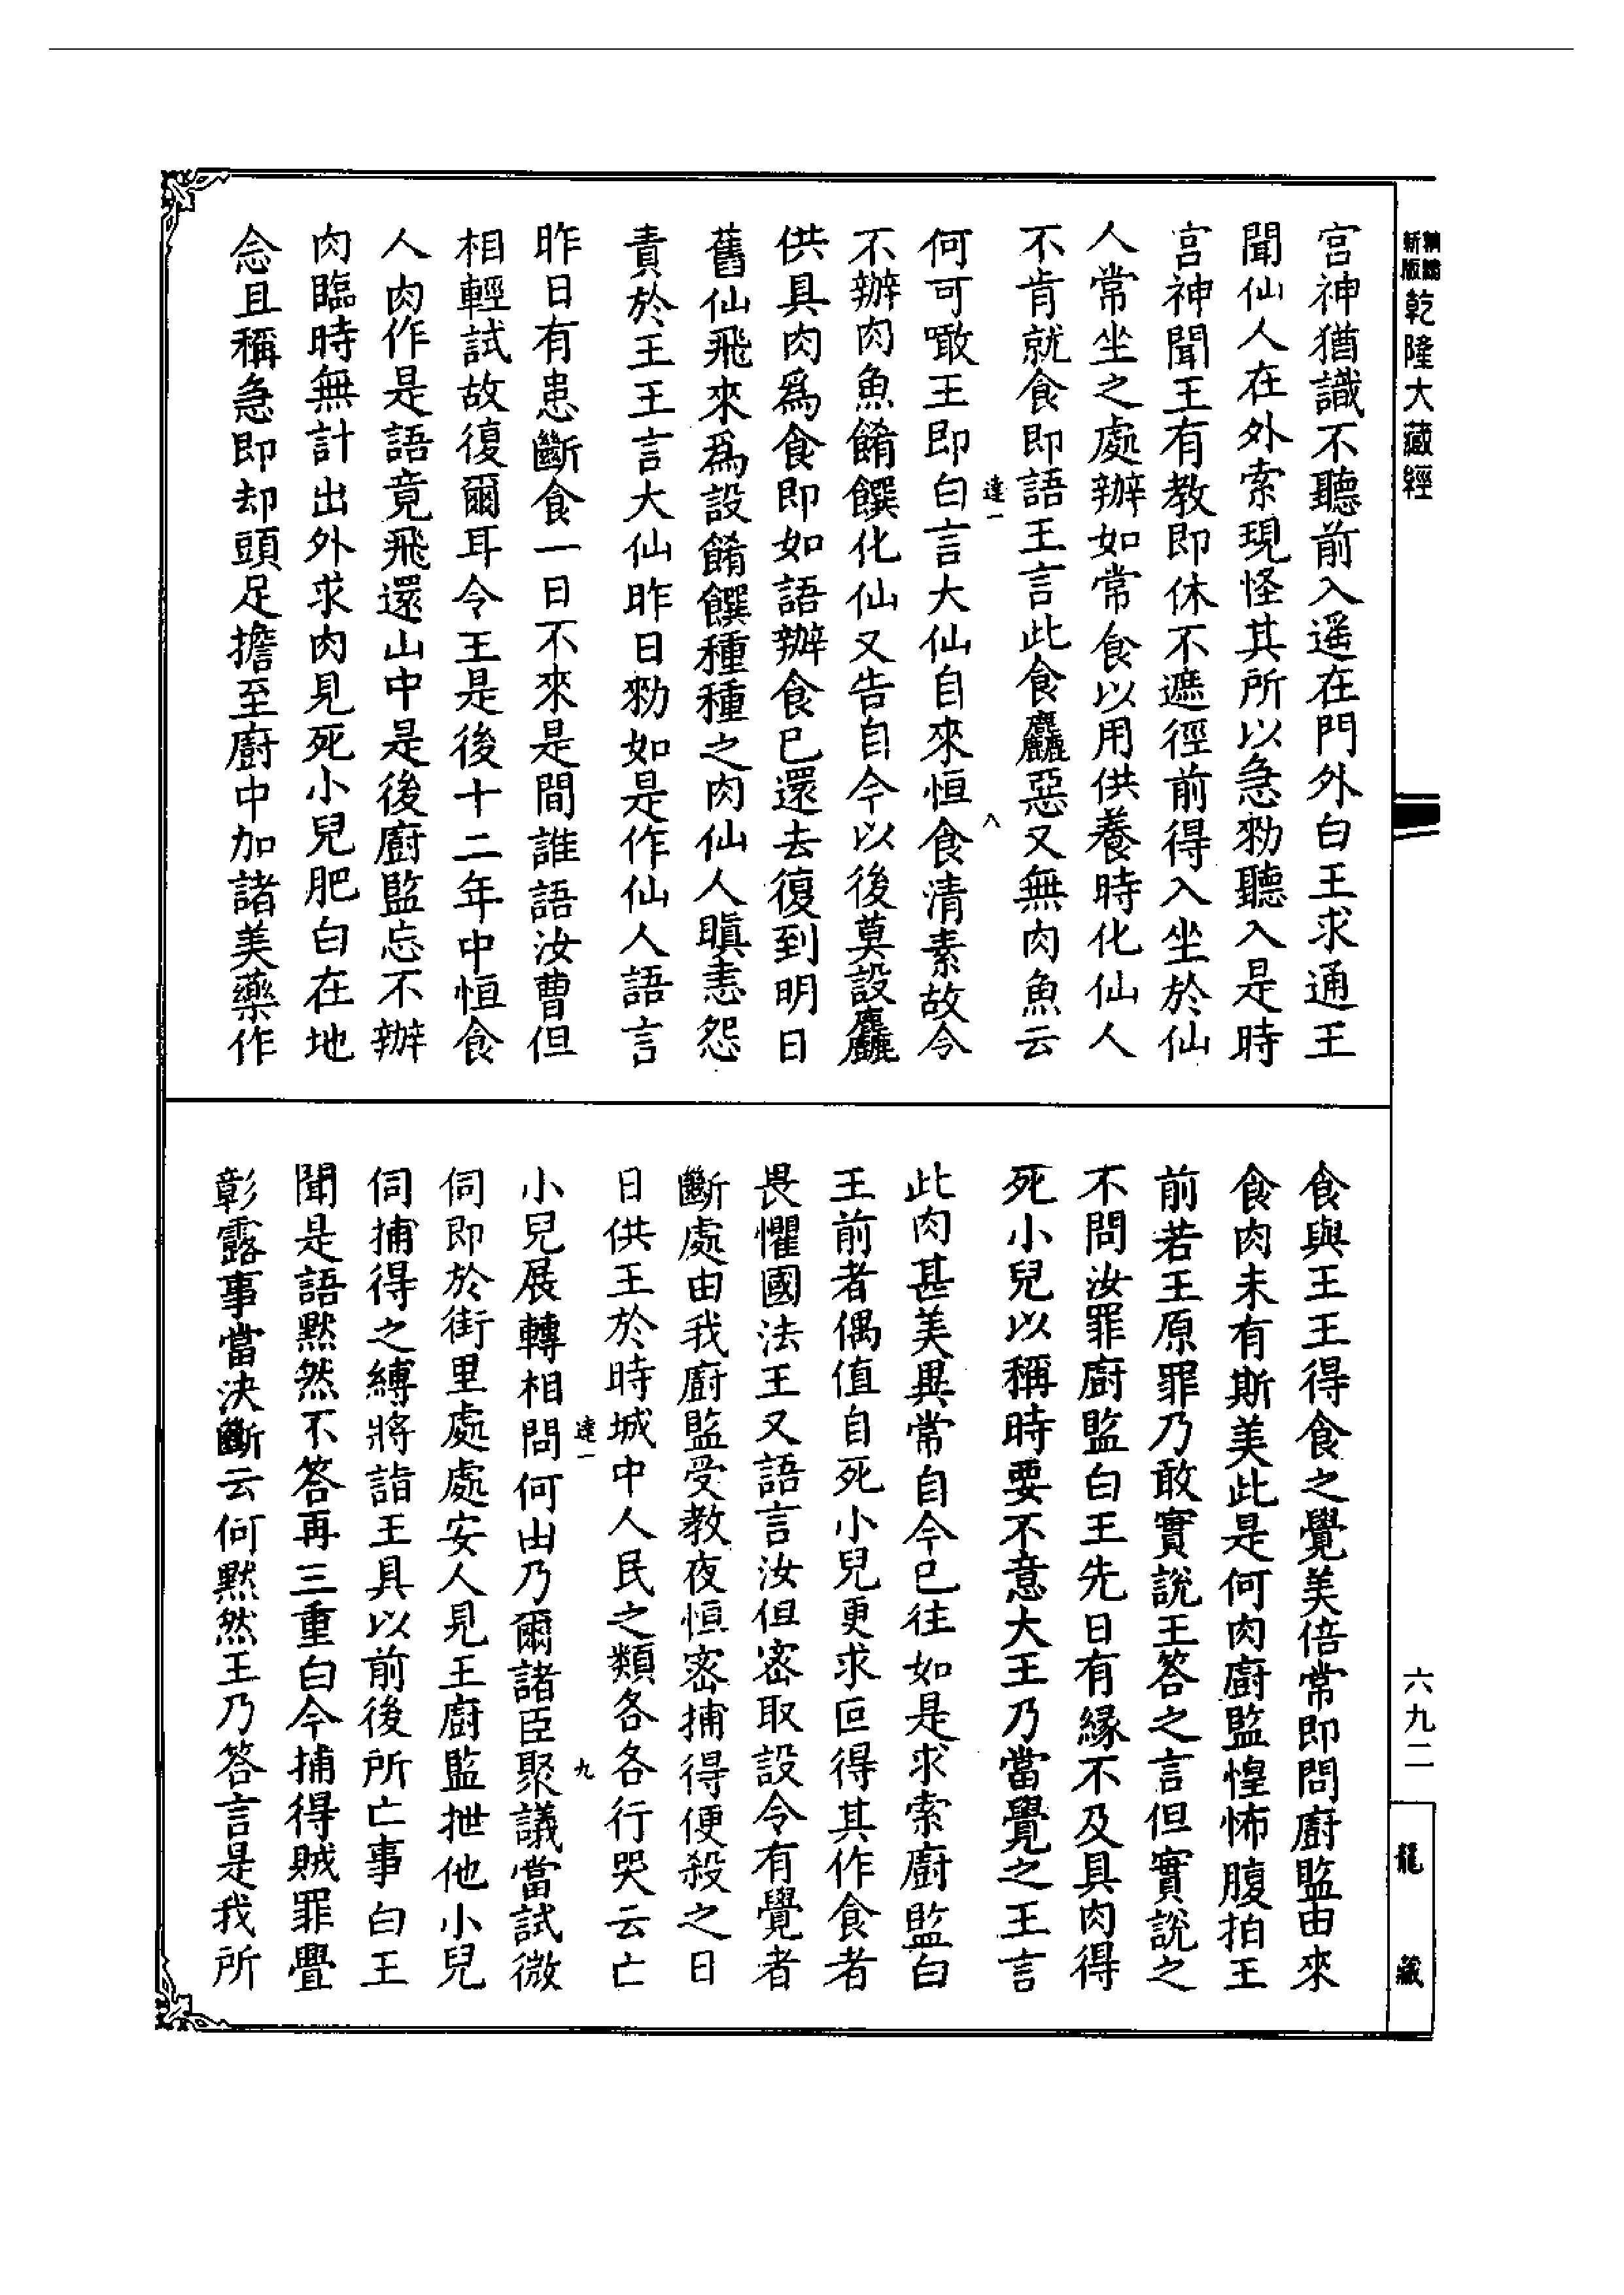 新版
精縮
乾隆大藏經
宮神猶識不聽前入遥在門外白王求通王
聞仙人在外索現怪其所以急勑聽入是時
宮神聞王有教即休不遮徑前得入坐於仙
人常坐之處辦如常食以用供養時化仙人
不肯就食即語王言此食麤惡又無肉魚云
達一
八
何可噉王即白言大仙自來恒食清素故令
不辦肉魚餚饌化仙又告自今以後莫設麤
供具肉爲食即如語辦食已還去復到明日
舊仙飛來爲設餚饌種種之肉仙人瞋恚怨
責於王王言大仙昨日勑如是作仙人語言
昨日有患斷食一日不來是間誰語汝曹但
相輕試故復爾耳令王是後十二年中恒食
人肉作是語竟飛還山中是後廚監忘不辦
肉臨時無計出外求肉見死小兒肥白在地
念且稱急即却頭足擔至廚中加諸美藥作
食與王王得食之覺美倍常即問廚監由來
食肉未有斯美此是何肉廚監惶怖腹拍王
前若王原罪乃敢實說王答之言但實說之
不問汝罪廚監白王先日有緣不及具肉得
死小兒以稱時要不意大王乃當覺之王言
此肉甚美異常自今已往如是求索廚監白
王前者偶值自死小兒更求叵得其作食者
畏懼國法王又語言汝但密取設令有覺者
斷處由我廚監受教夜恒密捕得便殺之日
日供王於時城中人民之類各各行哭云亡
達一
九
小兒展轉相問何由乃爾諸臣聚議當試微
伺即於街里處處安人見王廚監抴他小兒
伺捕得之縛將詣王具以前後所亡事白王
聞是語默然不答再三重白今捕得賊罪舋
彰露事當決斷云何默然王乃答言是我所
六九二
龍藏